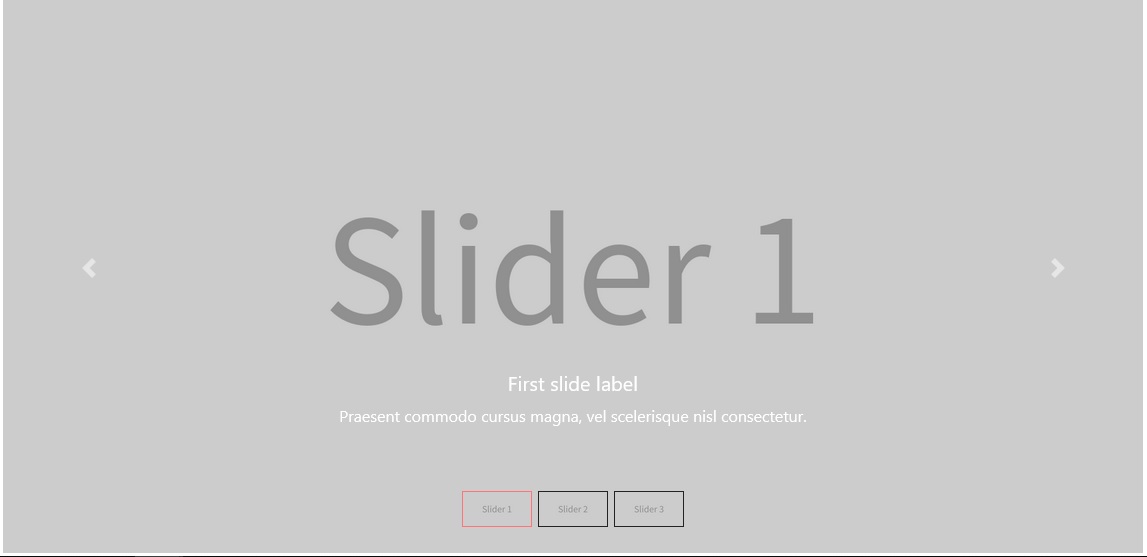 Slider 1
First slide label
Praesent commodo cursus magna, vel scelerisque nisl consectetur.
Slider 1 Slider 2 Slider 3